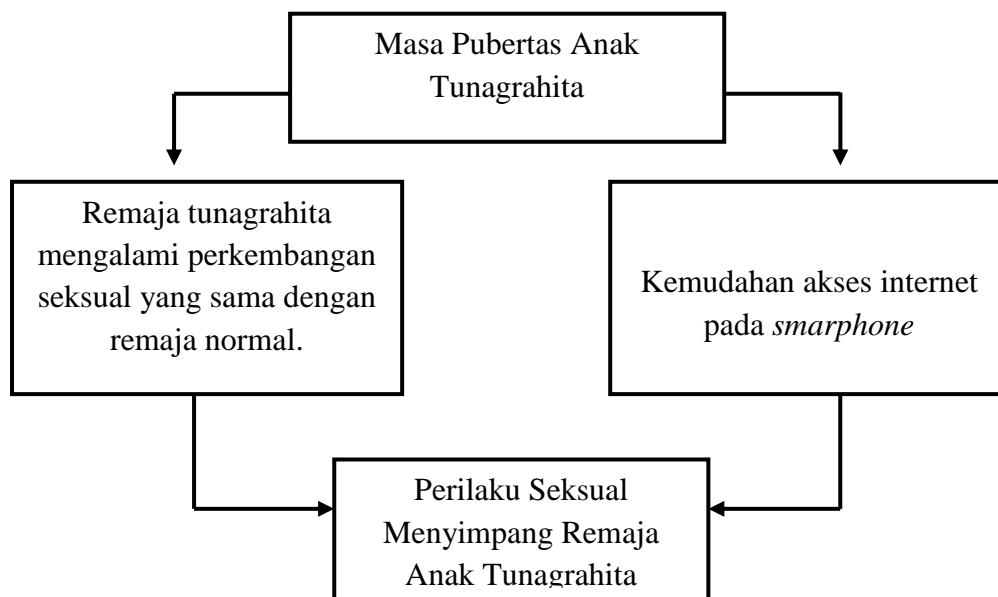 Masa Pubertas Anak
Tunagrahita
Remaja tunagrahita
mengalami perkembangan
seksual yang sama dengan
remaja normal.
Kemudahan akses internet
pada smarphone
Perilaku Seksual
Menyimpang Remaja
Anak Tunagrahita